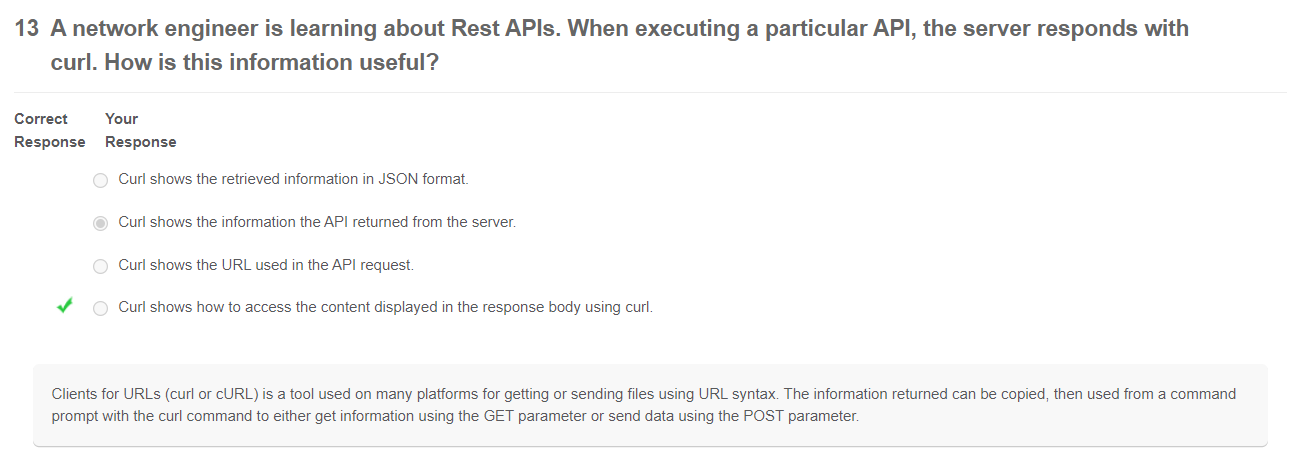 13 A network engineer is learning about Rest APIs. When executing a particular API, the server responds with
curl. How is this information useful?
Correct Your
Response Response
Curl shows the retrieved information in JSON format.
Curl shows the information the API returned from the server.
Curl shows the URL used in the API request.
Curl shows how to access the content displayed in the response body using curl.
Clients for URLs (curl or cURL) is a tool used on many platforms for getting or sending files using URL syntax. The information returned can be copied, then used from a command
prompt with the curl command to either get information using the GET parameter or send data using the POST parameter.